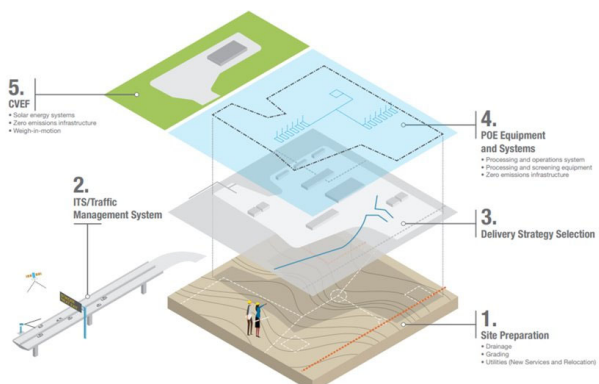 5.
CVEF
• Solar energy systems
• Zero emissions infrastructure
• Weigh-in-motion
4.
POE Equipment
and Systems
• Processing and operations system
• Processing and screening equipment
• Zero emissions infrastructure
2.
ITS/Traffic
Management System
3.
Delivery Strategy Selection
1.
Site Preparation
• Drainage
• Grading
• Utilities (New Services and Relocation)